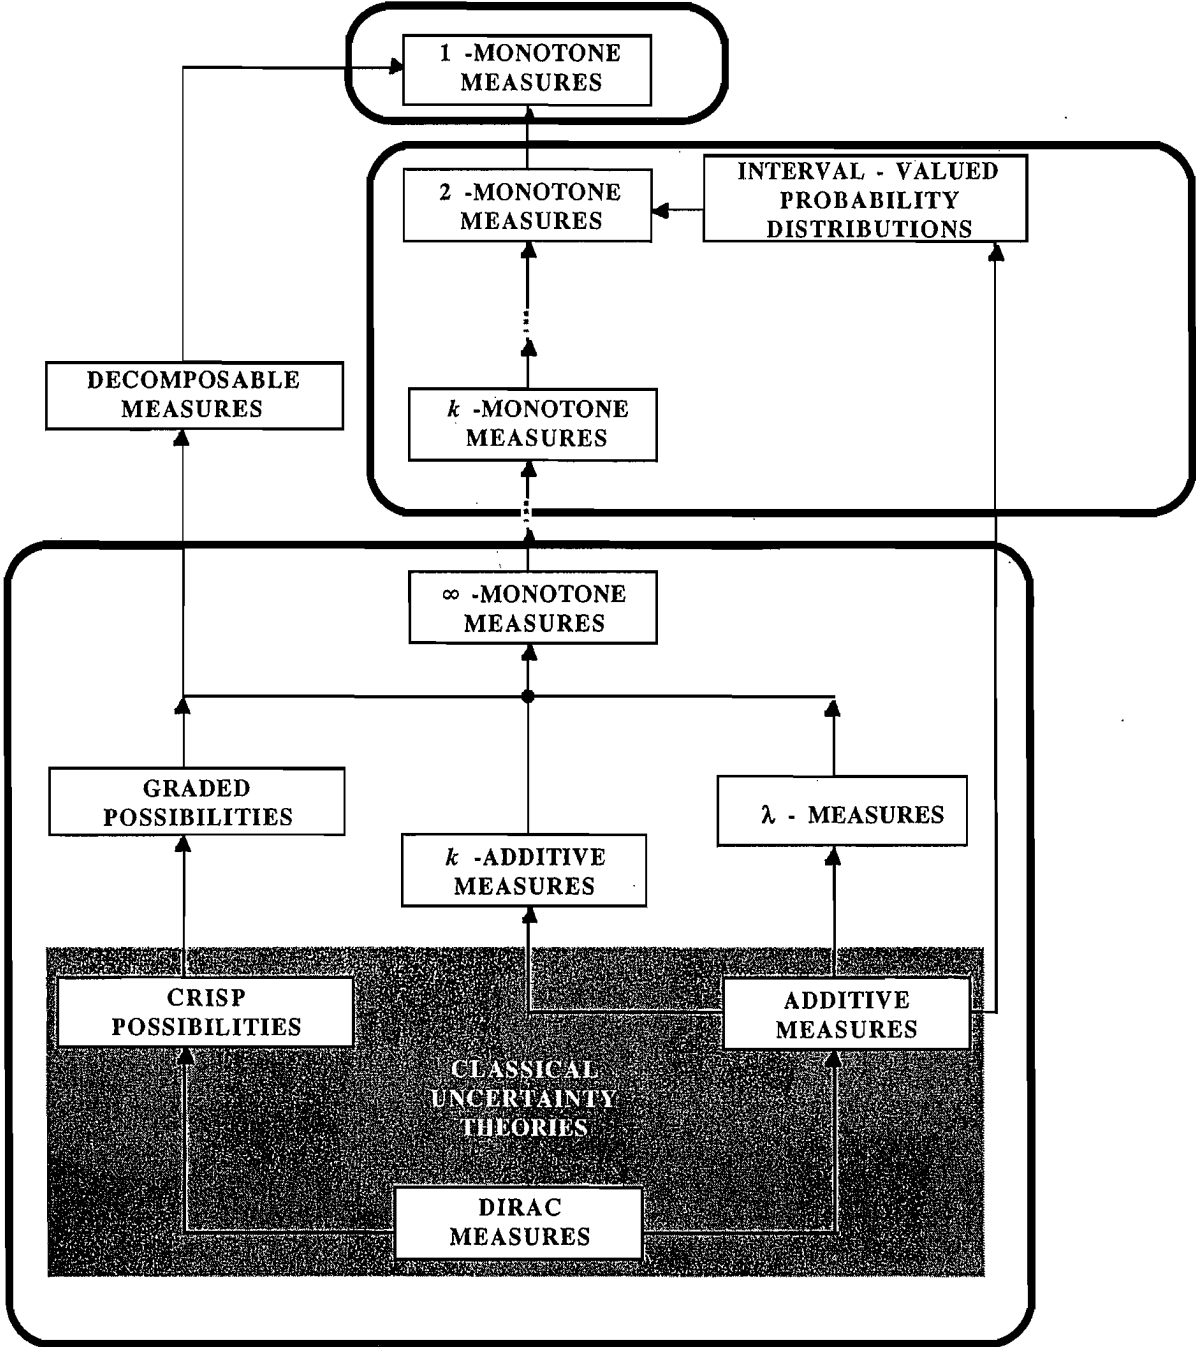 1 -MONOTONE
MEASURES
2 -MONOTONE
MEASURES
INTERVAL - VALUED
PROBABILITY
DISTRIBUTIONS
DECOMPOSABLE
MEASURES
k -MONOTONE
MEASURES
∞ -MONOTONE
MEASURES
GRADED
POSSIBILITIES
λ - MEASURES
k -ADDITIVE
MEASURES
CRISP
POSSIBILITIES
ADDITIVE
MEASURES
CLASSICAL
UNCERTAINTY
THEORIES
DIRAC
MEASURES